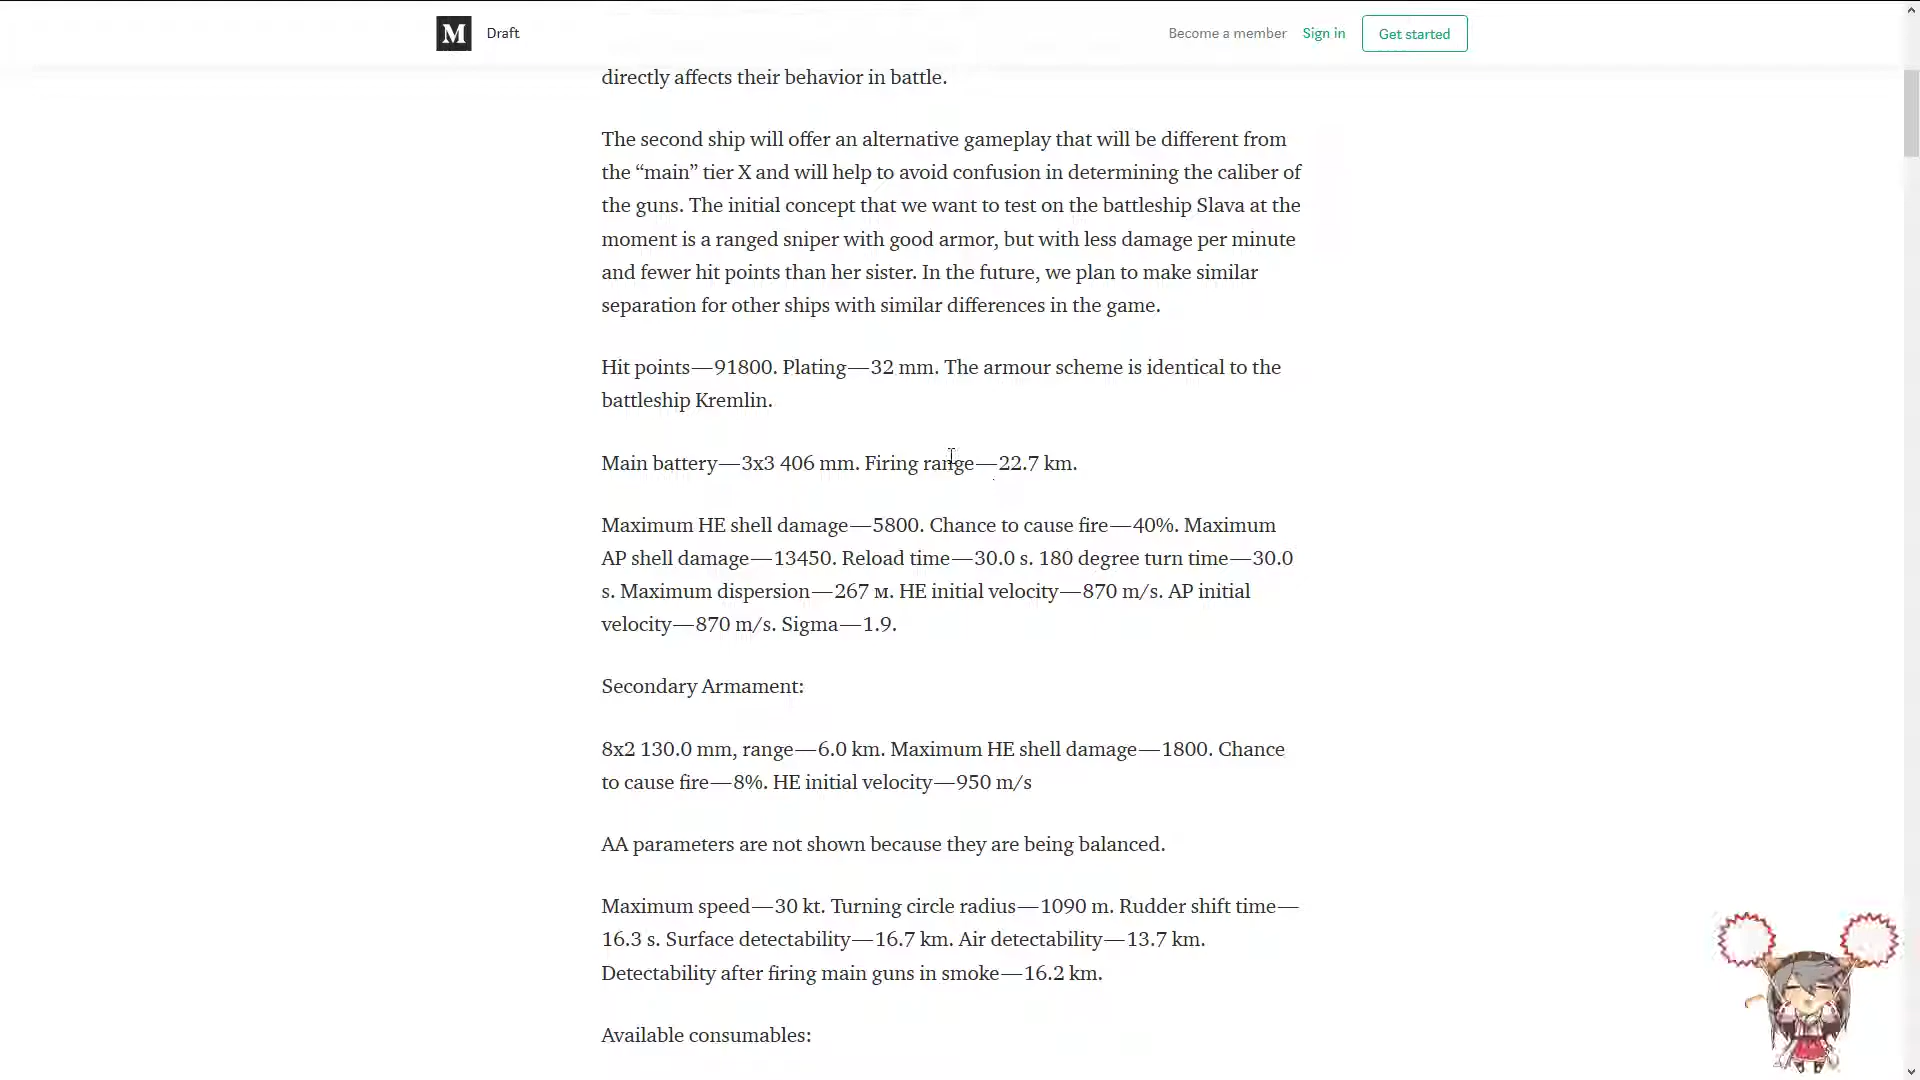 M Draft Become a member Sign in Get started
directly affects their behavior in battle.
The second ship will offer an alternative gameplay that will be different from
the “main” tier X and will help to avoid confusion in determining the caliber of
the guns. The initial concept that we want to test on the battleship Slava at the
moment is a ranged sniper with good armor, but with less damage per minute
and fewer hit points than her sister. In the future, we plan to make similar
separation for other ships with similar differences in the game.
Hit points—91800. Plating—32 mm. The armour scheme is identical to the
battleship Kremlin.
Main battery—3x3 406 mm. Firing range—22.7 km.
Maximum HE shell damage—5800. Chance to cause fire—40%. Maximum
AP shell damage—13450. Reload time—30.0 s. 180 degree turn time—30.0
s. Maximum dispersion—267 м. HE initial velocity—870 m/s. AP initial
velocity—870 m/s. Sigma—1.9.
Secondary Armament:
8x2 130.0 mm, range—6.0 km. Maximum HE shell damage—1800. Chance
to cause fire—8%. HE initial velocity—950 m/s
AA parameters are not shown because they are being balanced.
Maximum speed—30 kt. Turning circle radius—1090 m. Rudder shift time—
16.3 s. Surface detectability—16.7 km. Air detectability—13.7 km.
Detectability after firing main guns in smoke—16.2 km.
Available consumables: